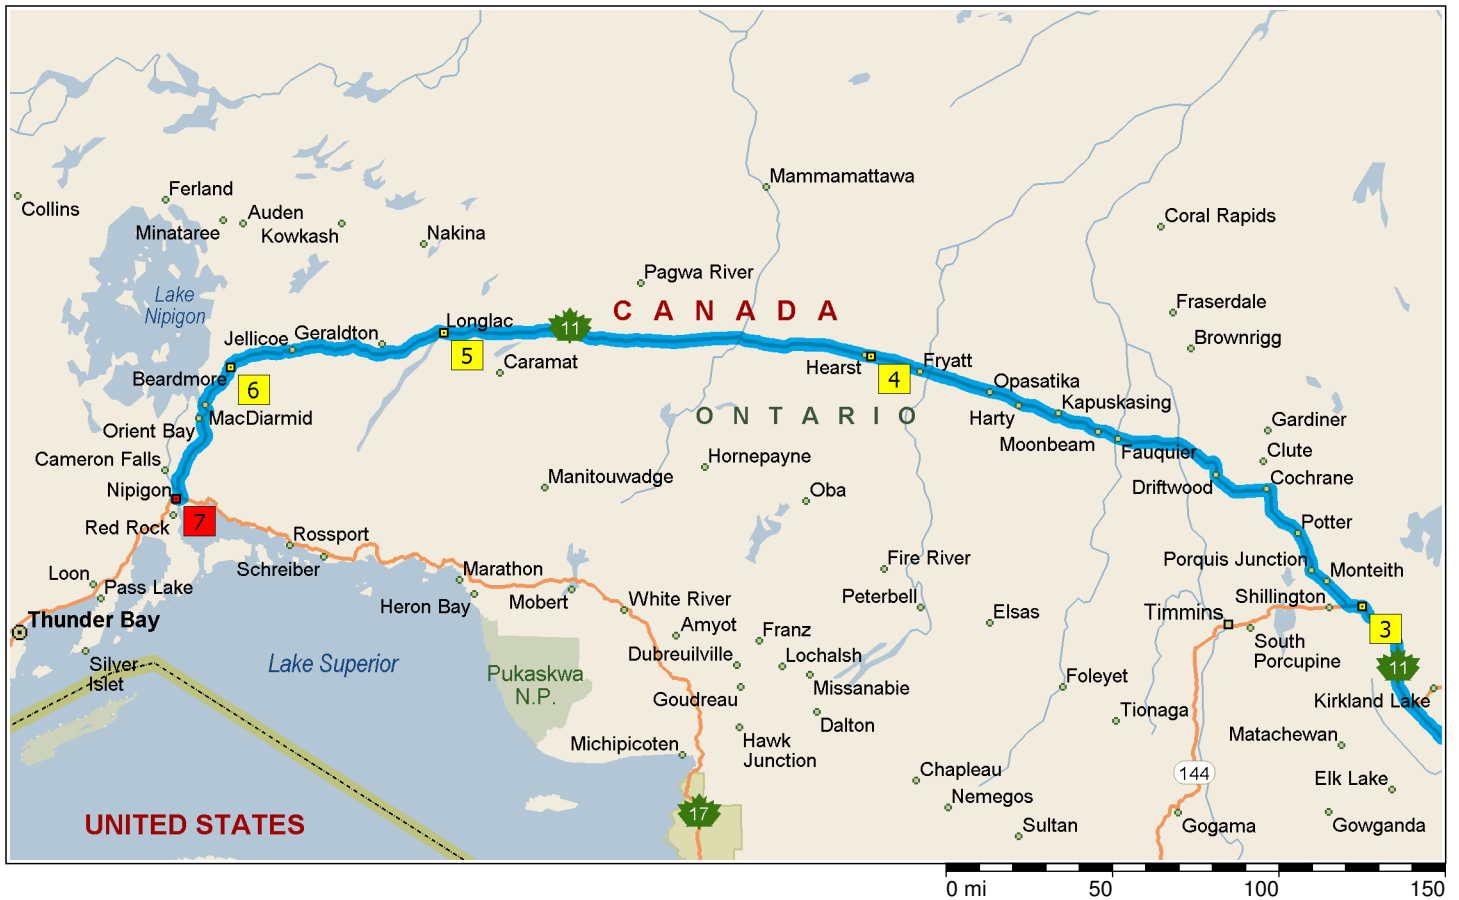 Mammamattawa
Ferland
Collins
Auden
Minataree
Kowkash
Nakina
Coral Rapids
Pagwa River
Lake
Nipigon
Fraserdale
CANADA
Longlac
11
Jellicoe
Geraldton
Brownrigg
5
Caramat
Hearst
Fryatt
4
Beardmore
6
Opasatika
MacDiarmid
ONTARIO
Harty
Kapuskasing
Gardiner
Orient Bay
Moonbeam
Fauquier
Clute
Cameron Falls
Hornepayne
Nipigon
Manitouwadge
Oba
Driftwood
Cochrane
7
Red Rock
Rossport
Potter
Schreiber
Fire River
Porquis Junction
Loon
Marathon
Monteith
Pass Lake
Heron Bay
Mobert
White River
Peterbell
Shillington
Thunder Bay
Elsas
Timmins
3
Amyot
Franz
South
Porcupine
Silver
Islet
Lake Superior
Dubreuilville
Lochalsh
11
Pukaskwa
N.P.
Missanabie
Foleyet
Goudreau
Kirkland Lake
Dalton
Tionaga
Michipicoten
Hawk
Junction
Matachewan
Chapleau
144
Elk Lake
Nemegos
17
UNITED STATES
Sultan
Gogama
Gowganda
0 mi 50 100 150